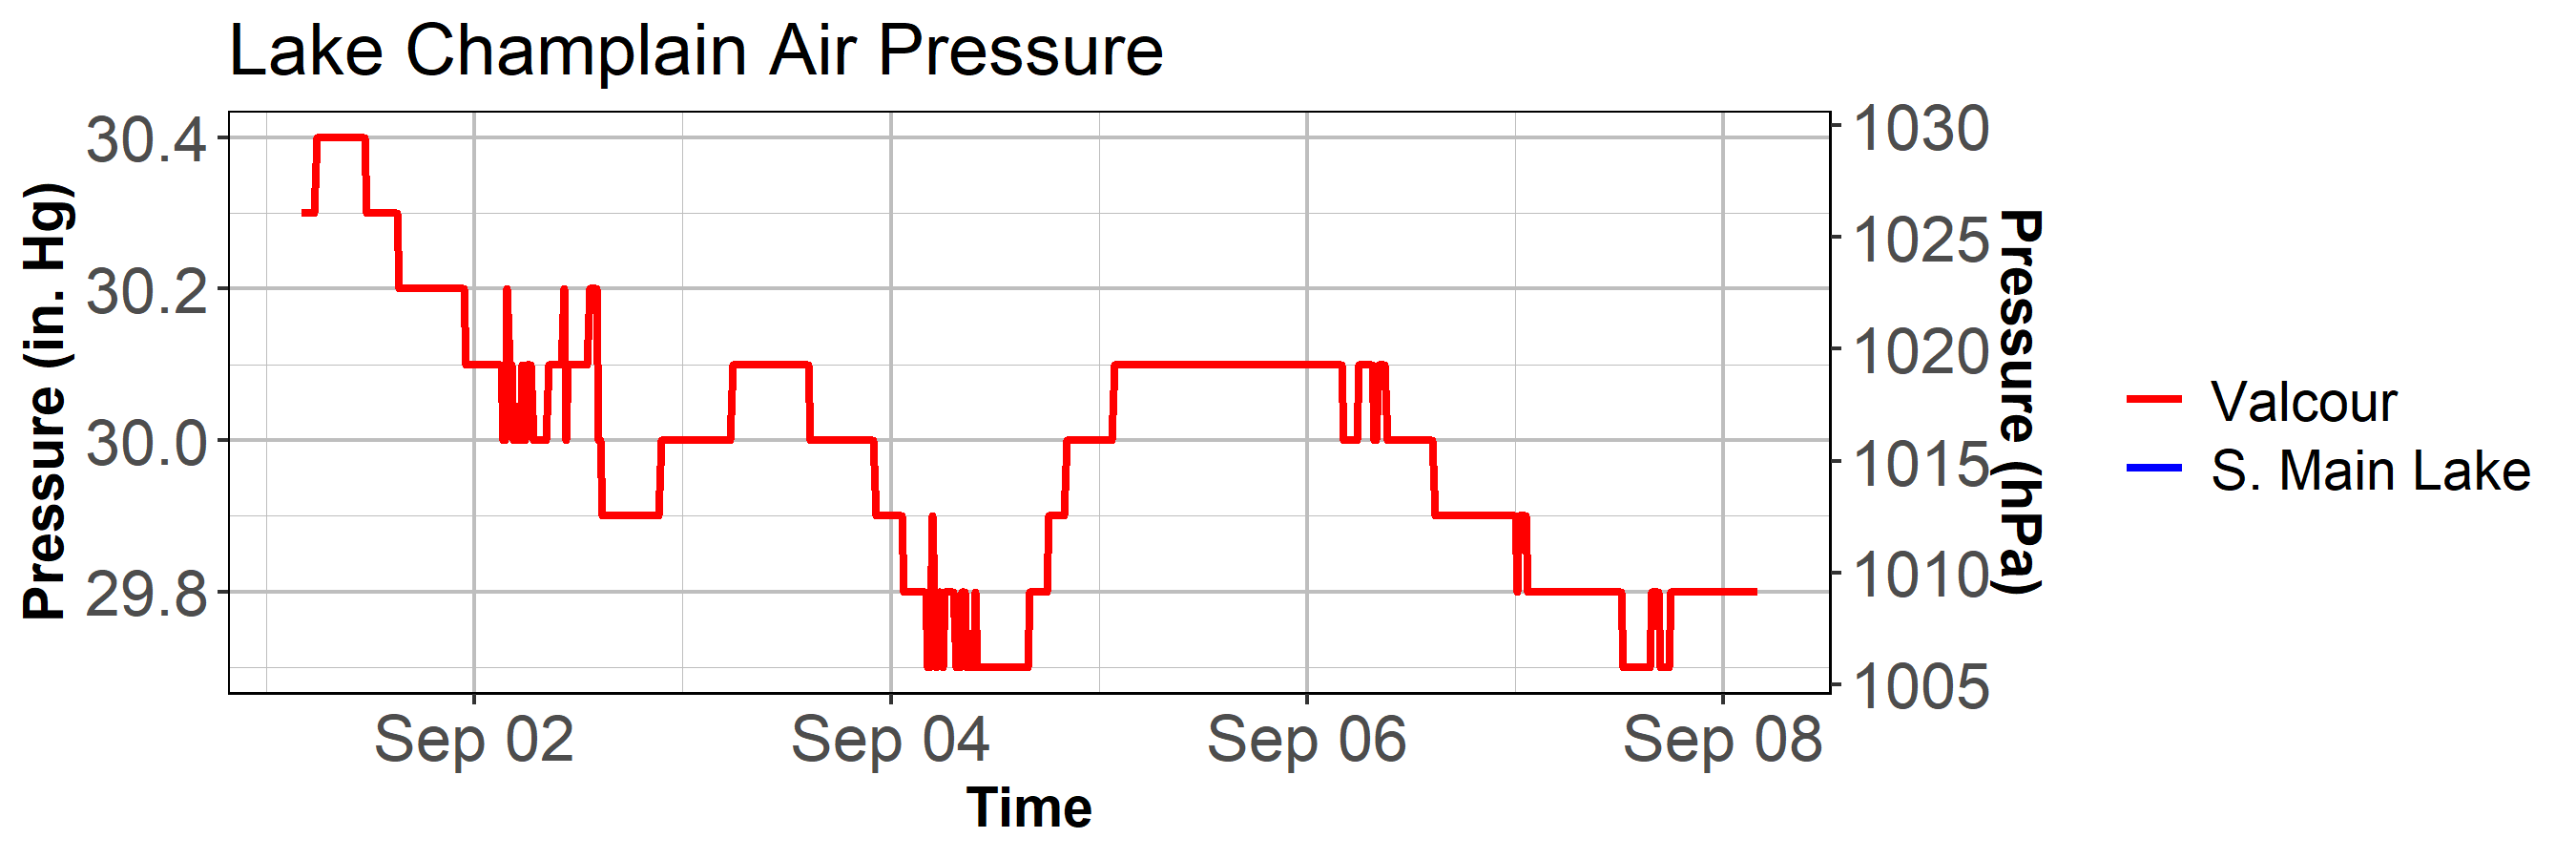 Lake Champlain Air Pressure
Pressure (in. Hg)
30.4
30.2
30.0
29.8
1030
1025
1020
1015
1010
1005
Pressure (hPa)
Sep 02
Sep 04
Sep 06
Sep 08
Time
Valcour
S. Main Lake